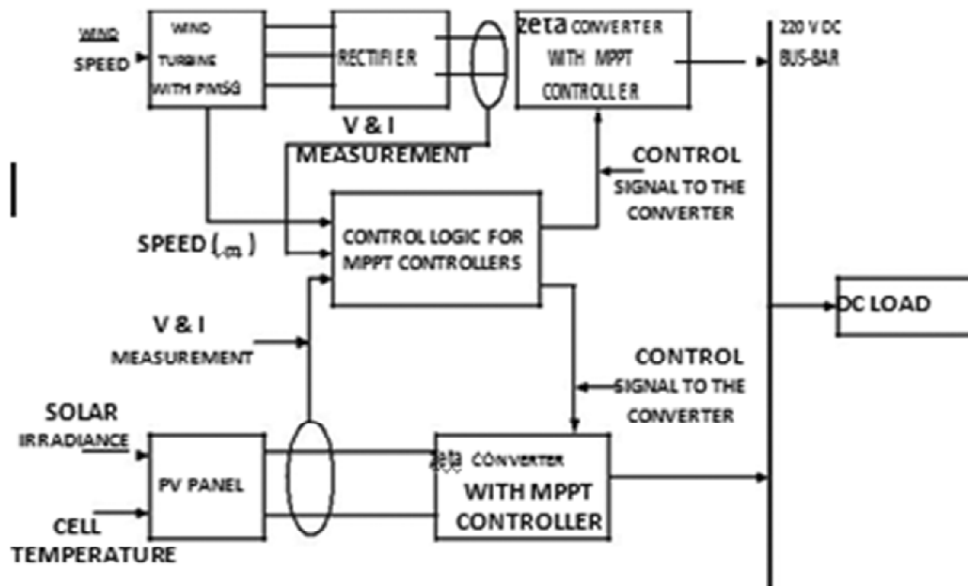 WIND
SPEED
WIND
TURBINE
WITH PMSG
RECTIFIER
zeta CONVERTER
WITH MPPT
CONTROLLER
220 V DC
BUS-BAR
V & I
MEASUREMENT
CONTROL
SIGNAL TO THE
CONVERTER
SPEED (
)
CONTROL LOGIC FOR
MPPT CONTROLLERS
DC LOAD
V & I
MEASUREMENT
CONTROL
SIGNAL TO THE
CONVERTER
SOLAR
IRRADIANCE
PV PANEL
CELL
TEMPERATURE
zeta CONVERTER
WITH MPPT
CONTROLLER